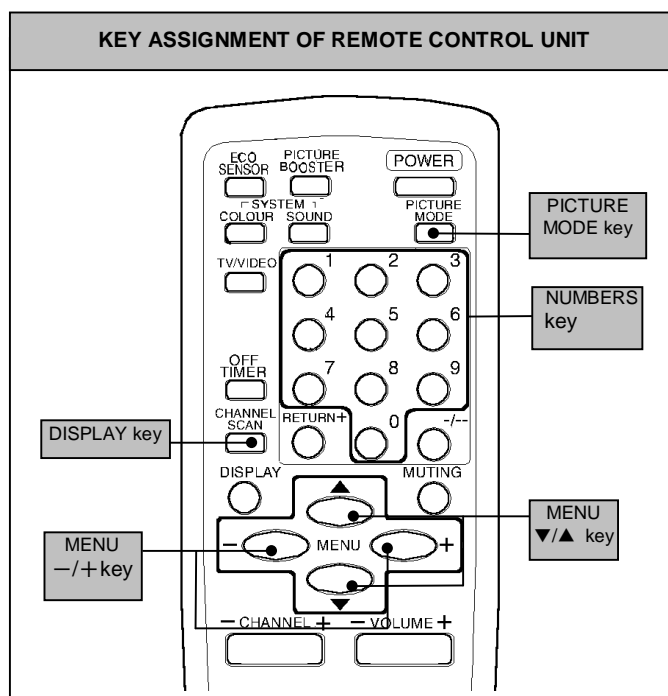 KEY ASSIGNMENT OF REMOTE CONTROL UNIT
ECO
SENSOR
PICTURE
BOOSTER
POWER
SYSTEM
COLOUR SOUND
PICTURE
MODE
PICTURE
MODE key
TV/VIDEO
1 2 3
NUMBERS
key
4 5 6
OFF
TIMER
7 8 9
CHANNEL
SCAN
RETURN+ 0 -/--
DISPLAY key
DISPLAY
MUTING
▲
MENU
−/+key
− MENU +
MENU
▼/▲ key
▼
− CHANNEL + − VOLUME +